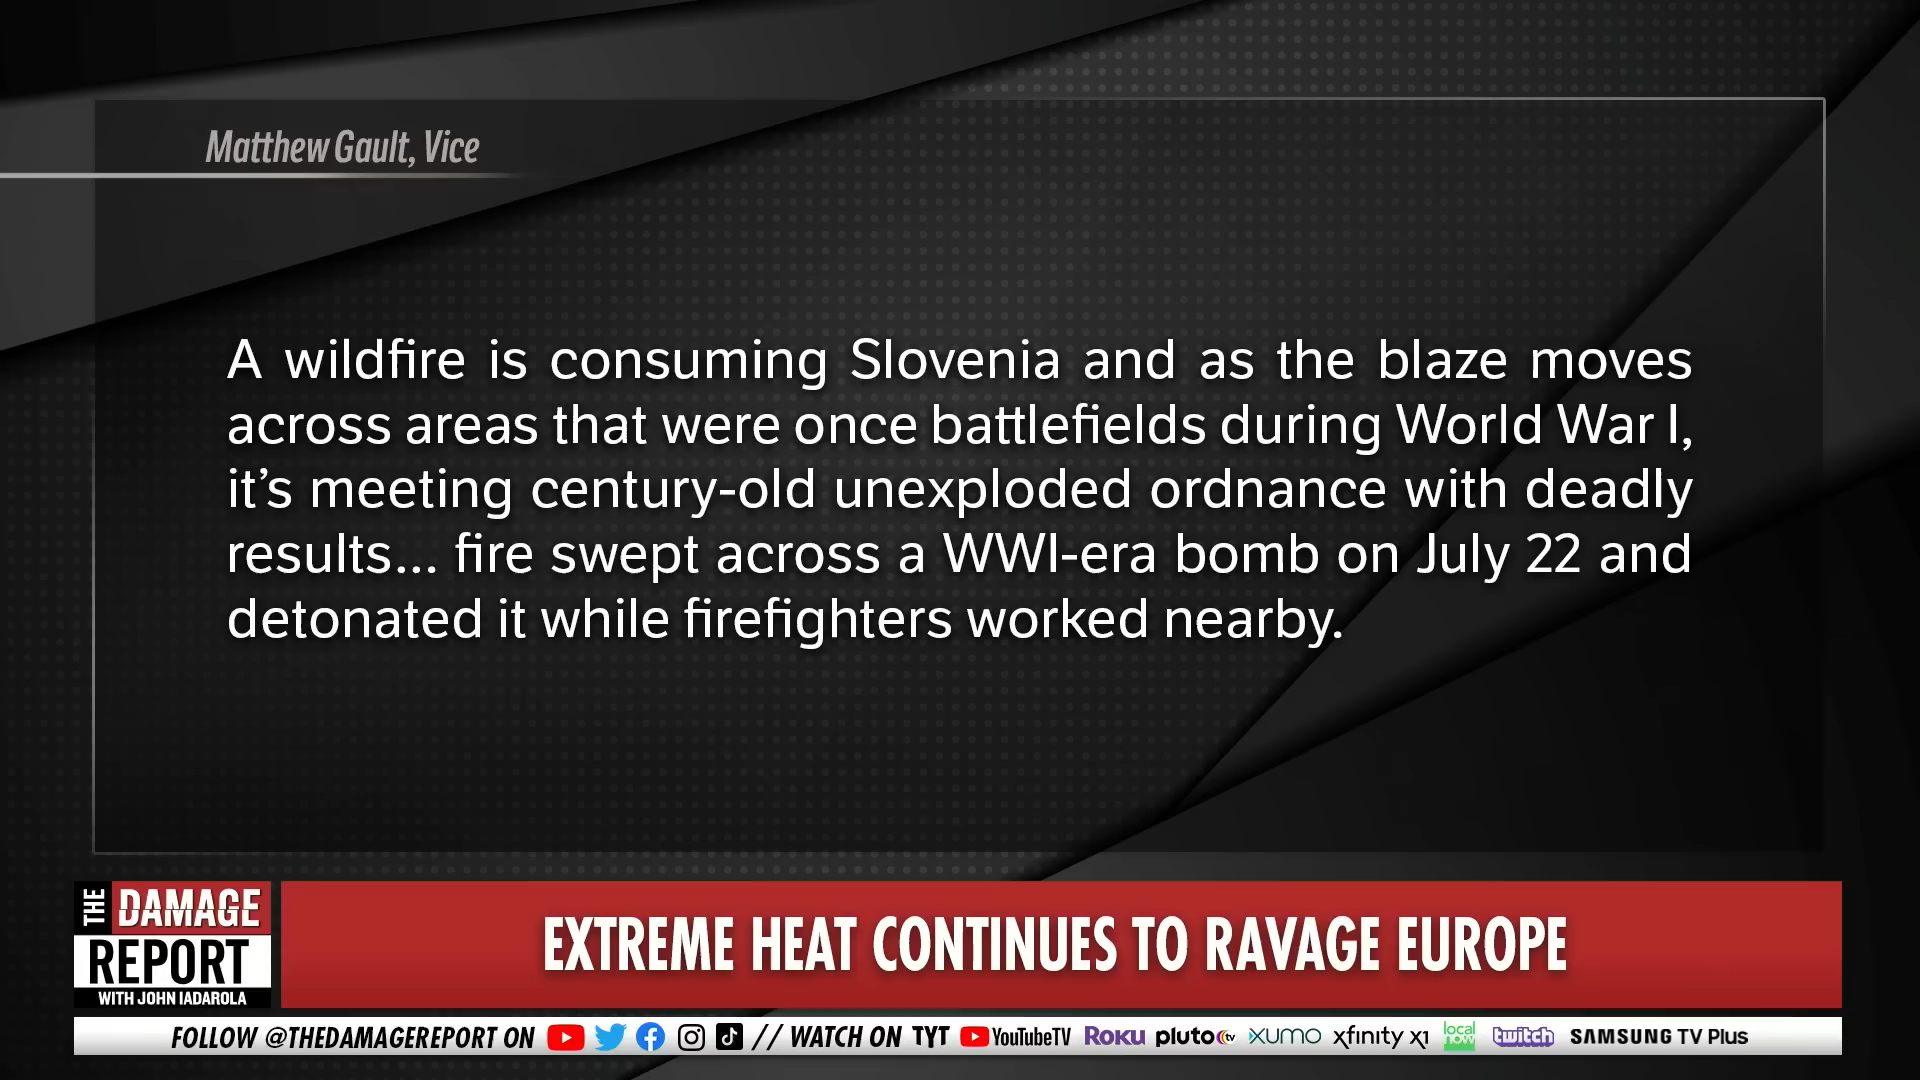 Matthew Gault, Vice
A wildfire is consuming Slovenia and as the blaze moves
across areas that were once battlefields during World War I,
it’s meeting century-old unexploded ordnance with deadly
results... fire swept across a WWI-era bomb on July 22 and
detonated it while firefighters worked nearby.
THE DAMAGE
REPORT
WITH JOHN IADAROLA
EXTREME HEAT CONTINUES TO RAVAGE EUROPE
FOLLOW @THEDAMAGEREPORT ON // WATCH ON TYT YouTubeTV ROKU pluto tv XUMO xfinity x1 local now twitch SAMSUNG TV Plus